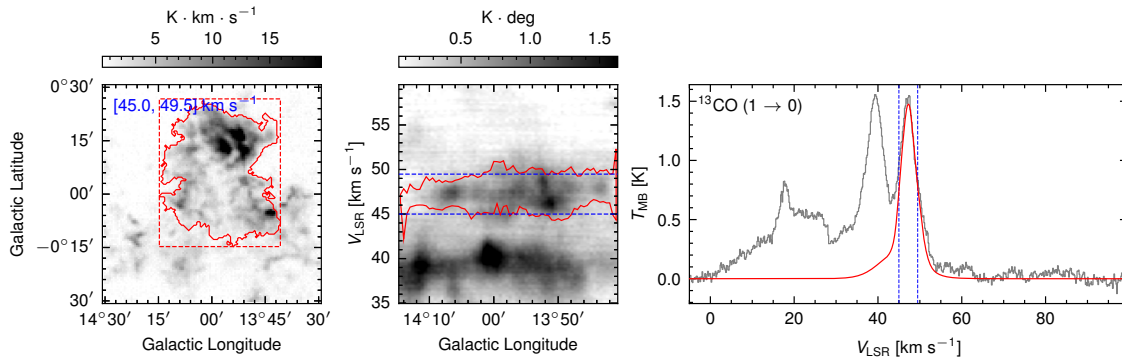 K · km · s⁻¹
5 10 15
0°30′
15′
00′
−0°15′
30′
Galactic Latitude
[45.0, 49.5] km s⁻¹
14°30′ 15′ 00′ 13°45′ 30′
Galactic Longitude
K · deg
0.5 1.0 1.5
55
50
45
40
35
V_LSR [km s⁻¹]
14°10′ 00′ 13°50′
Galactic Longitude
¹³CO (1 → 0)
1.5
1.0
0.5
0.0
T_MB [K]
0 20 40 60 80
V_LSR [km s⁻¹]